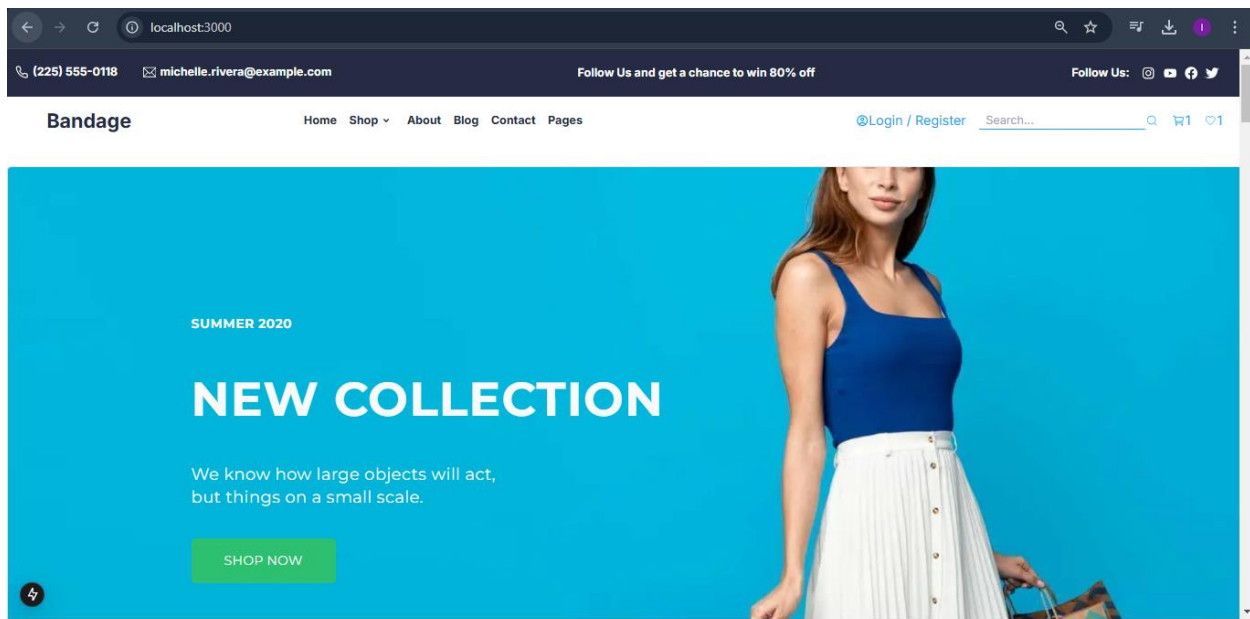 localhost:3000
(225) 555-0118 michelle.rivera@example.com Follow Us and get a chance to win 80% off Follow Us:
Bandage Home Shop About Blog Contact Pages Login / Register Search... 1 1
SUMMER 2020
NEW COLLECTION
We know how large objects will act,
but things on a small scale.
SHOP NOW